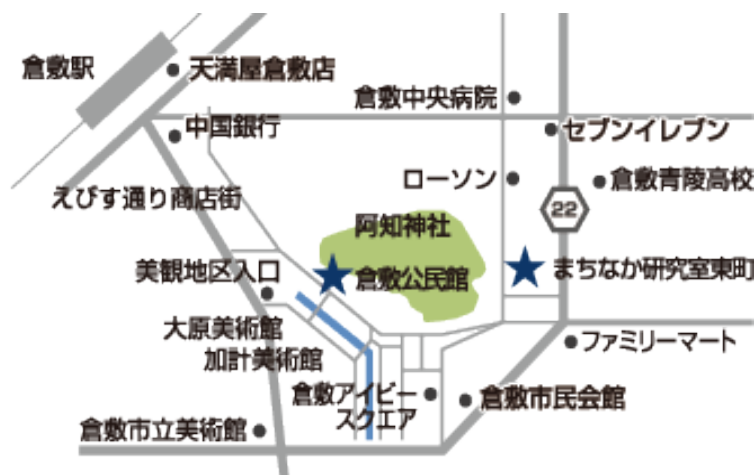 倉敷駅
天満屋倉敷店
倉敷中央病院
中国銀行
セブンイレブン
ローソン
倉敷青陵高校
えびす通り商店街
22
阿知神社
美観地区入口
倉敷公民館
まちなか研究室東町
大原美術館
加計美術館
ファミリーマート
倉敷アイビー
スクエア
倉敷市民会館
倉敷市立美術館